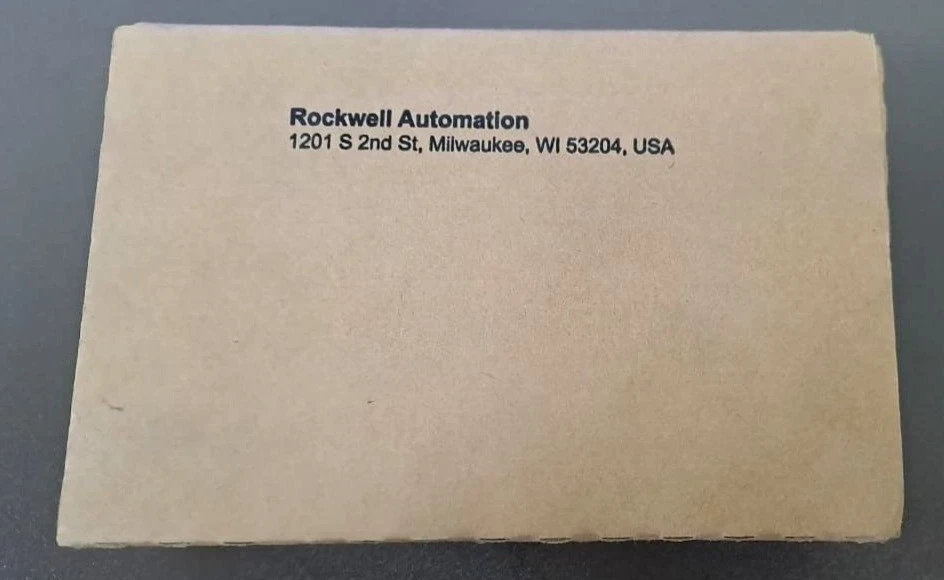 Rockwell Automation
1201 S 2nd St, Milwaukee, WI 53204, USA